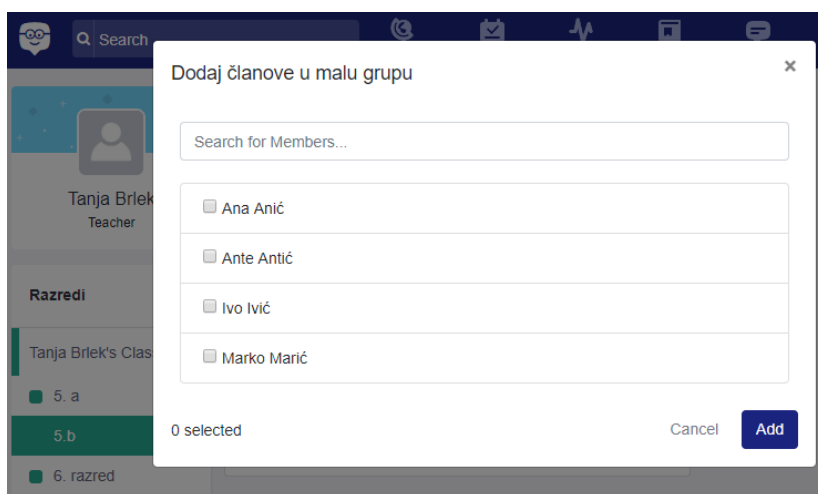 Search
Dodaj članove u malu grupu
×
Search for Members...
Ana Anić
Ante Antić
Ivo Ivić
Marko Marić
0 selected
Cancel
Add
Tanja Brlek
Teacher
Razredi
Tanja Brlek's Clas
5. a
5.b
6. razred